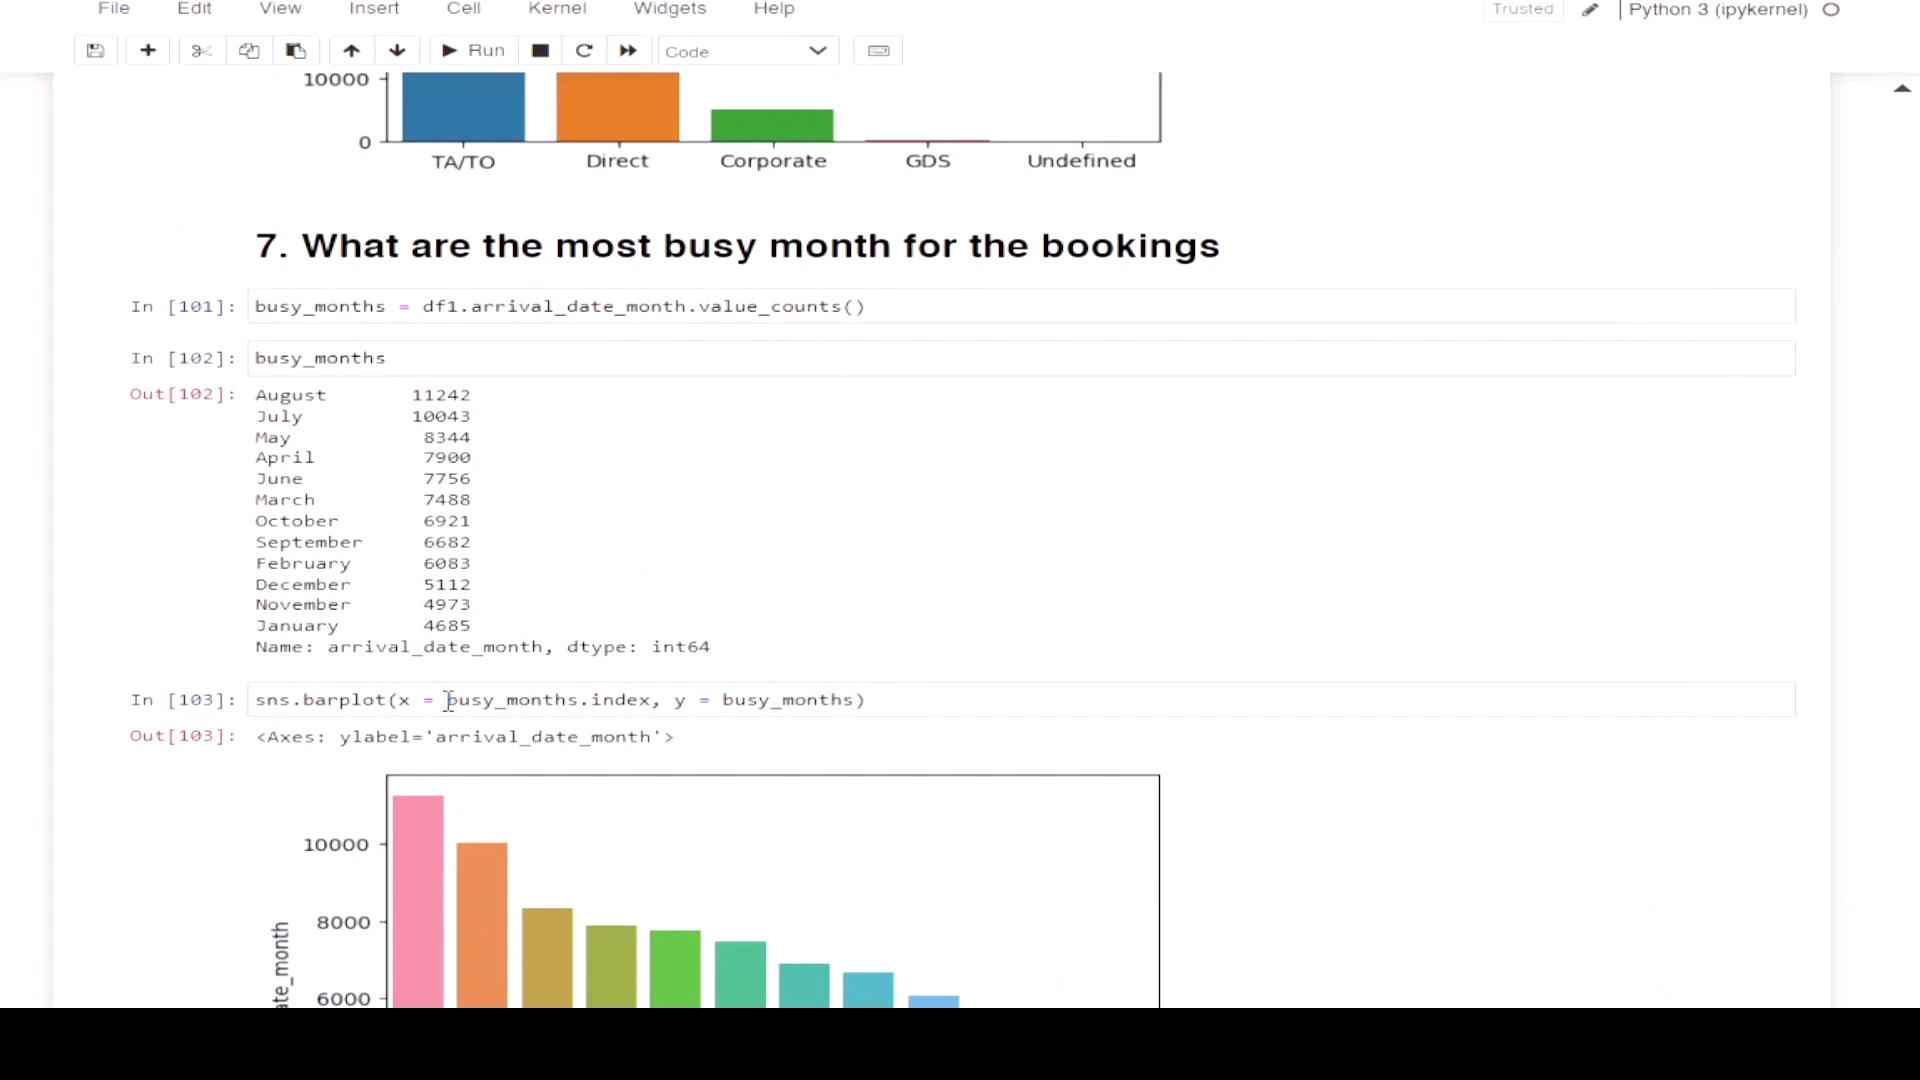 File Edit View Insert Cell Kernel Widgets Help Trusted Python 3 (ipykernel)
Run Code
10000
0
TA/TO Direct Corporate GDS Undefined
7. What are the most busy month for the bookings
In [101]: busy_months = df1.arrival_date_month.value_counts()
In [102]: busy_months
Out[102]: August 11242
July 10043
May 8344
April 7900
June 7756
March 7488
October 6921
September 6682
February 6083
December 5112
November 4973
January 4685
Name: arrival_date_month, dtype: int64
In [103]: sns.barplot(x = busy_months.index, y = busy_months)
Out[103]: <Axes: ylabel='arrival_date_month'>
10000
8000
6000
te_month